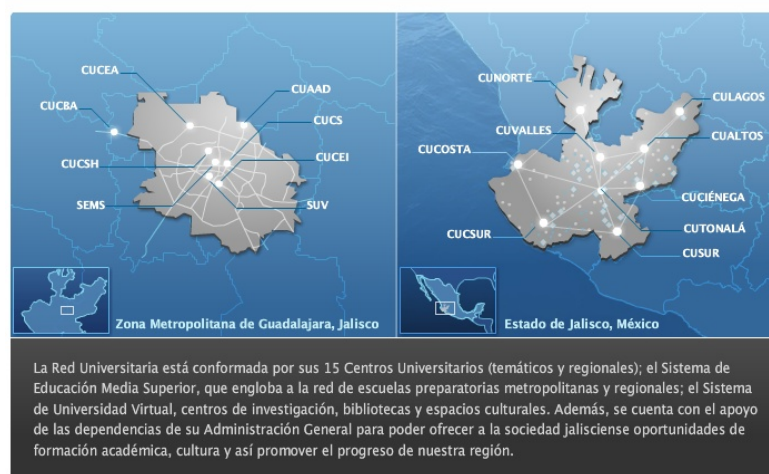 CUCEA
CUAAD
CUCBA
CUCS
CUCSH
CUCEI
SEMS
SUV
Zona Metropolitana de Guadalajara, Jalisco
CUNORTE
CULAGOS
CUVALLES
CUALTOS
CUCOSTA
CUCIÉNEGA
CUTONALÁ
CUCSUR
CUSUR
Estado de Jalisco, México
La Red Universitaria está conformada por sus 15 Centros Universitarios (temáticos y regionales); el Sistema de
Educación Media Superior, que engloba a la red de escuelas preparatorias metropolitanas y regionales; el Sistema
de Universidad Virtual, centros de investigación, bibliotecas y espacios culturales. Además, se cuenta con el apoyo
de las dependencias de su Administración General para poder ofrecer a la sociedad jalisciense oportunidades de
formación académica, cultura y así promover el progreso de nuestra región.